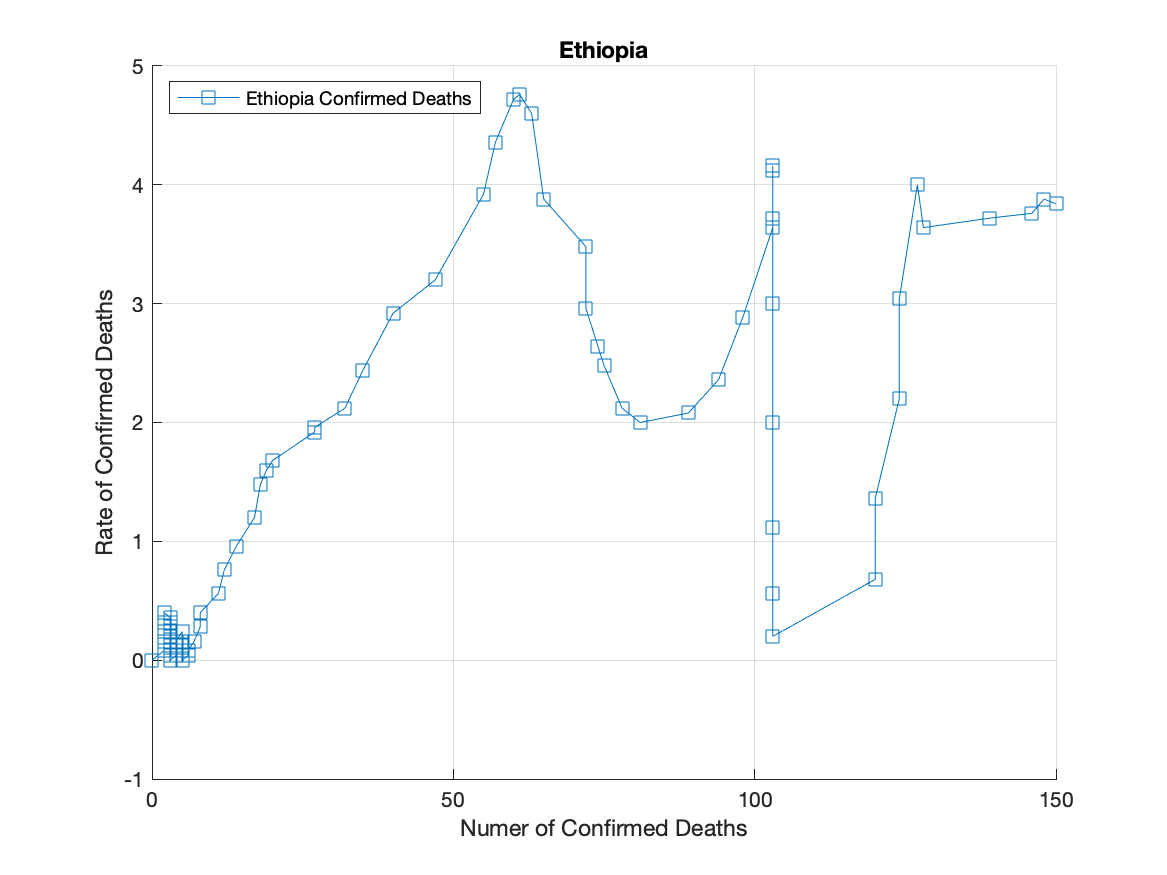 Ethiopia
Ethiopia Confirmed Deaths
5
4
3
2
1
0
-1
Rate of Confirmed Deaths
0 50 100 150
Numer of Confirmed Deaths